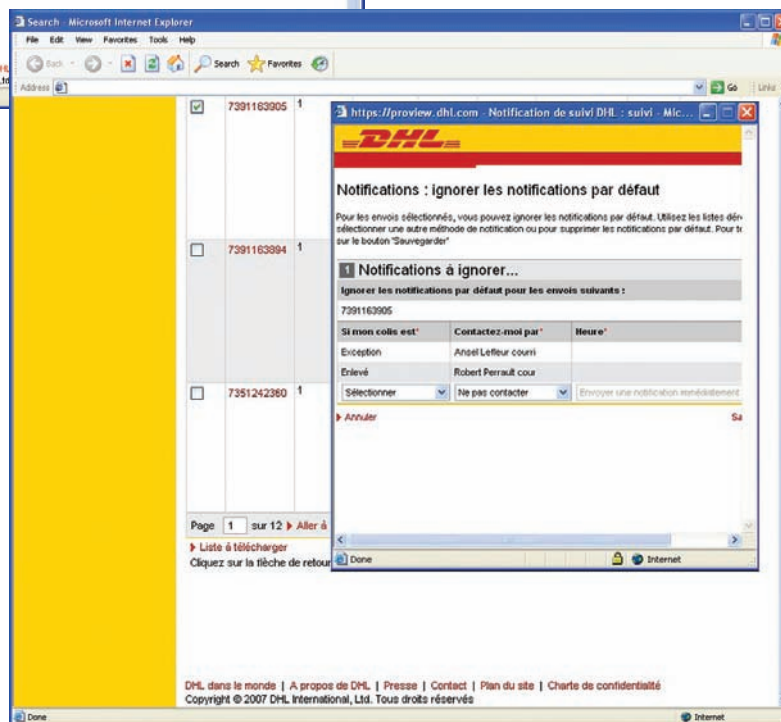 Search - Microsoft Internet Explorer
File Edit View Favorites Tools Help
Back Search Favorites
Address Go Links
7391163905 1
7391163894 1
7351242360 1
Page 1 sur 12 Aller à
Liste à télécharger
Cliquez sur la flèche de retour
DHL dans le monde | A propos de DHL | Presse | Contact | Plan du site | Charte de confidentialité
Copyright © 2007 DHL International, Ltd. Tous droits réservés
Done Internet
https://proview.dhl.com - Notification de suivi DHL : suivi - Mic...
DHL
Notifications : ignorer les notifications par défaut
Pour les envois sélectionnés, vous pouvez ignorer les notifications par défaut. Utilisez les listes dér
sélectionner une autre méthode de notification ou pour supprimer les notifications par défaut. Pour te
sur le bouton "Sauvegarder"
1 Notifications à ignorer...
Ignorer les notifications par défaut pour les envois suivants :
7391163905
Si mon colis est* Contactez-moi par* Heure*
Exception Ansel Lefleur courri
Enlevé Robert Perrault cour
Sélectionner Ne pas contacter Envoyer une notification immédiatement
Annuler Sa
Done Internet